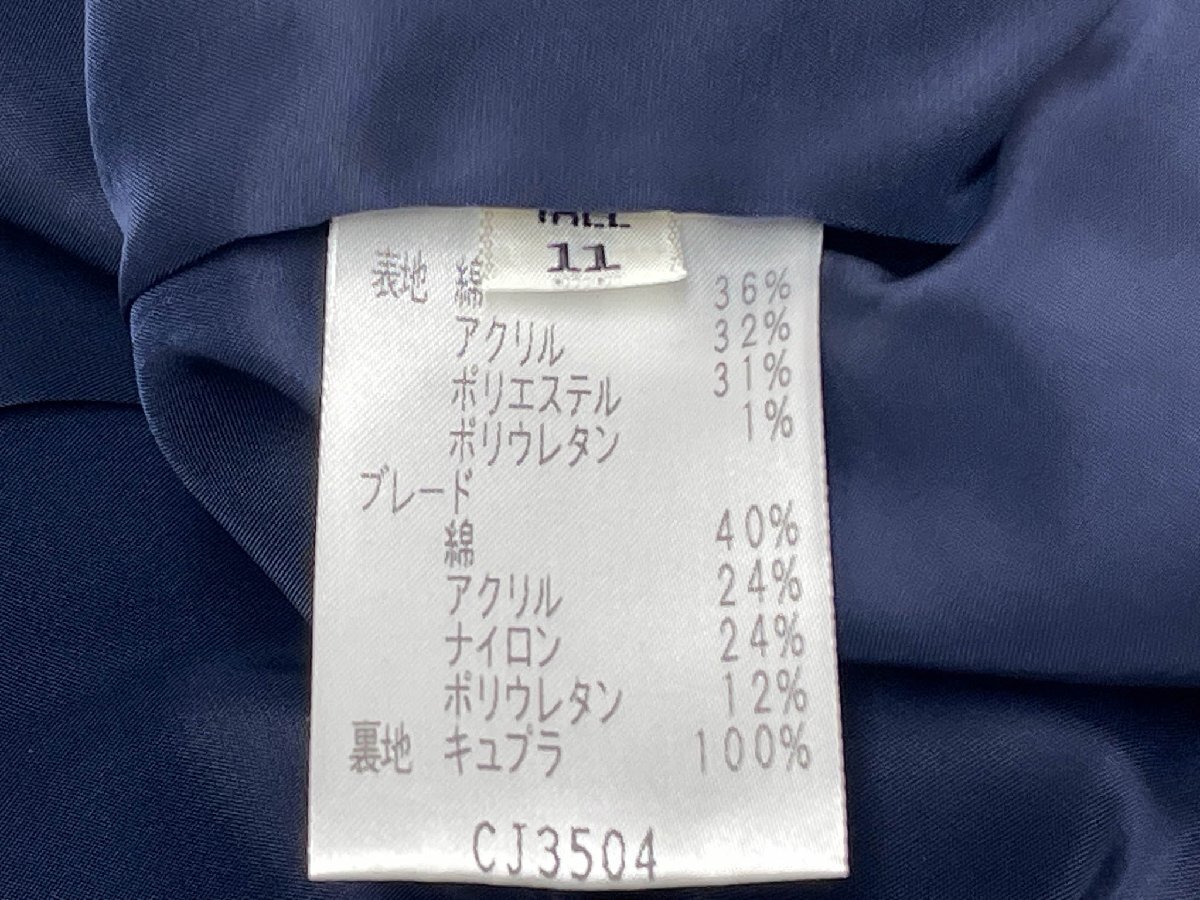 11
表地 綿 36%
アクリル 32%
ポリエステル 31%
ポリウレタン 1%
ブレード
綿 40%
アクリル 24%
ナイロン 24%
ポリウレタン 12%
裏地 キュプラ 100%
CJ3504